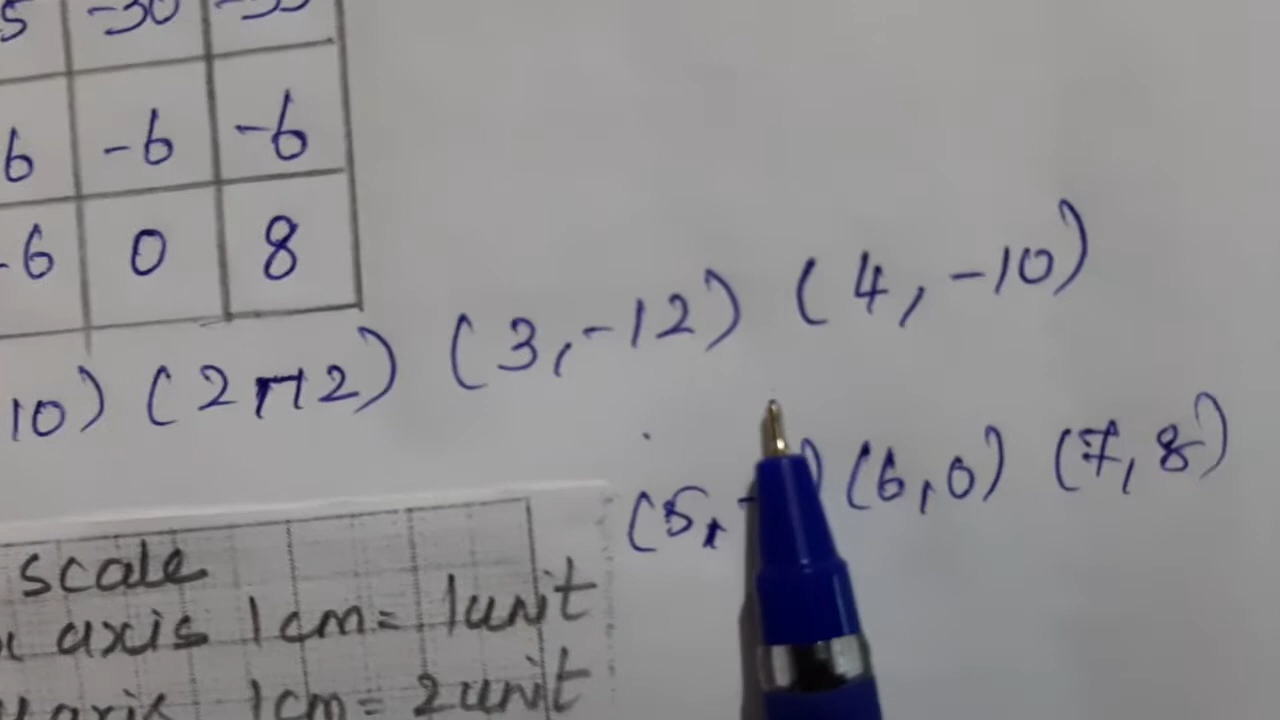 -30
-6 -6
6 0 8
10) (2,-12) (3,-12) (4,-10)
(5,- ) (6,0) (7,8)
scale
axis 1cm= 1unit
axis 1cm= 2unit